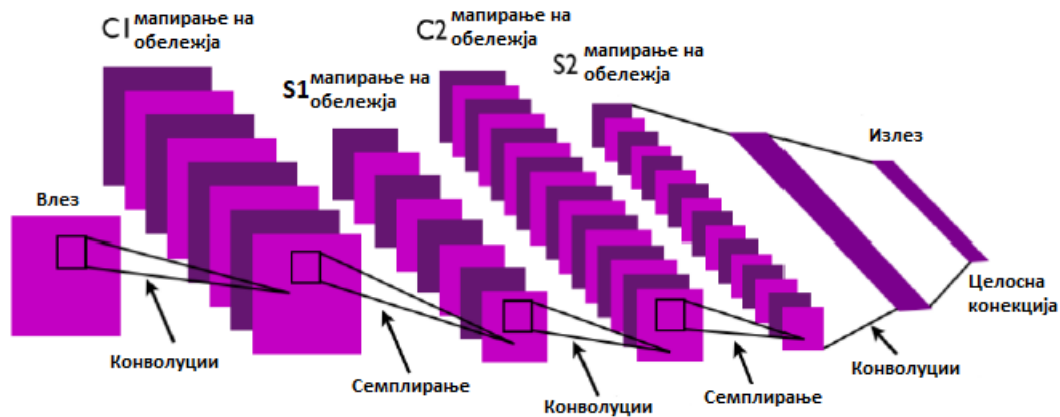 C1 мапирање на
обележја
S1 мапирање на
обележја
C2 мапирање на
обележја
S2 мапирање на
обележја
Влез
Излез
Целосна
конекција
Конволуции
Семплирање
Конволуции
Семплирање
Конволуции